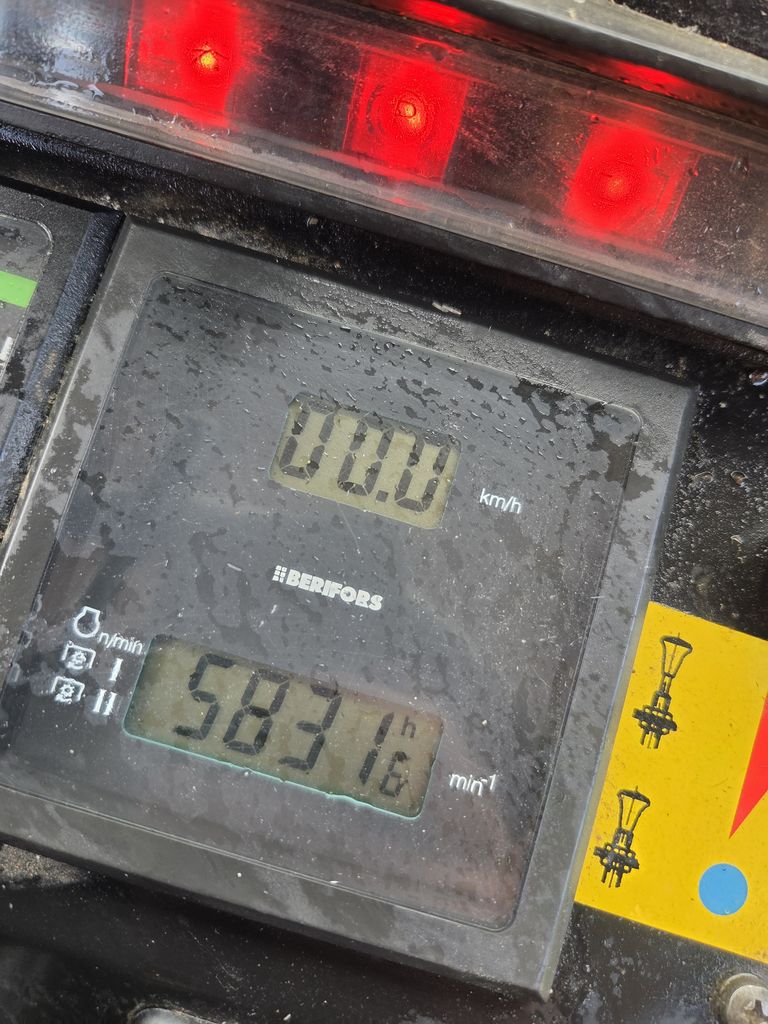 00.0
km/h
BERIFORS
n/min
I
II
5831 h
6
min⁻¹